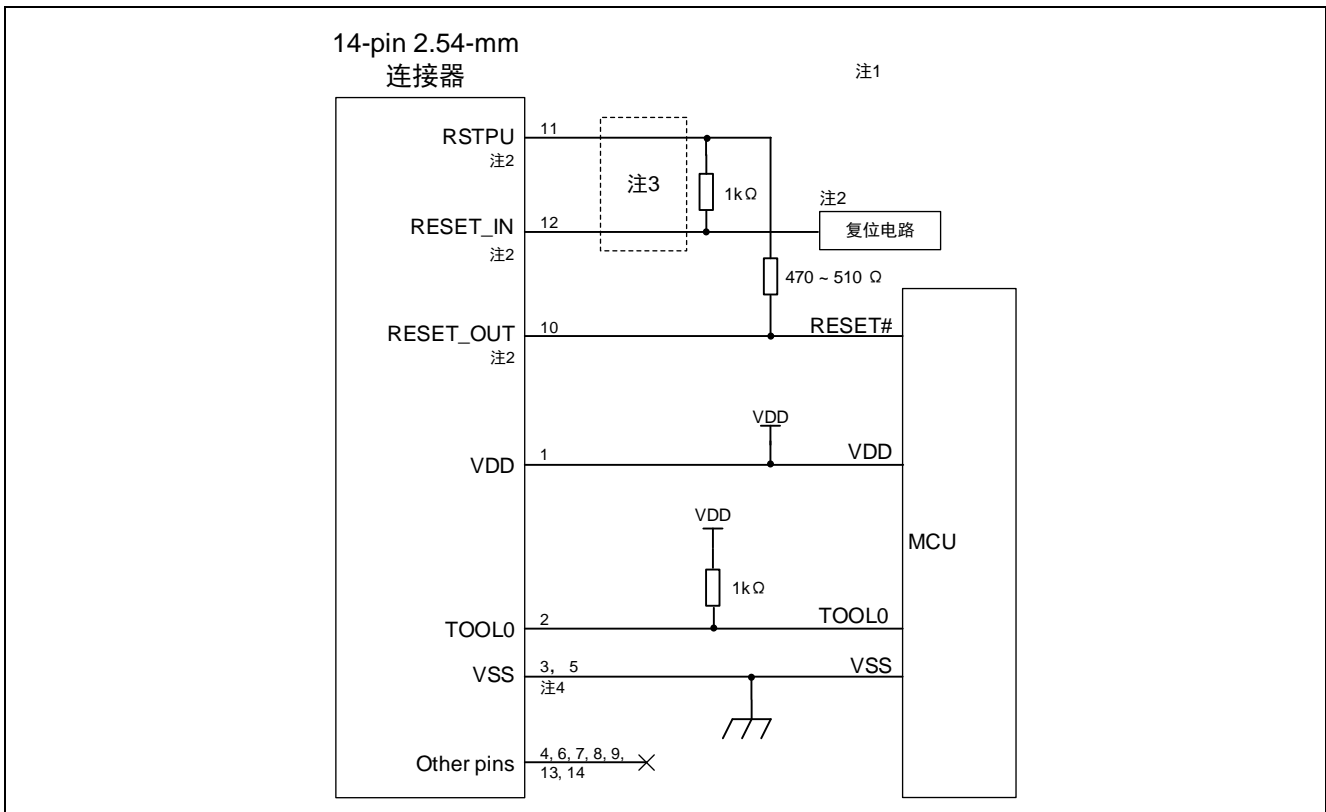 14-pin 2.54-mm
连接器
注1
RSTPU
11
注2
注3
1kΩ
RESET_IN
12
注2
注2
复位电路
470 ~ 510 Ω
RESET_OUT
10
注2
RESET#
VDD
VDD
1
VDD
VDD
MCU
1kΩ
TOOL0
2
TOOL0
VSS
3，5
注4
VSS
Other pins
4, 6, 7, 8, 9,
13, 14